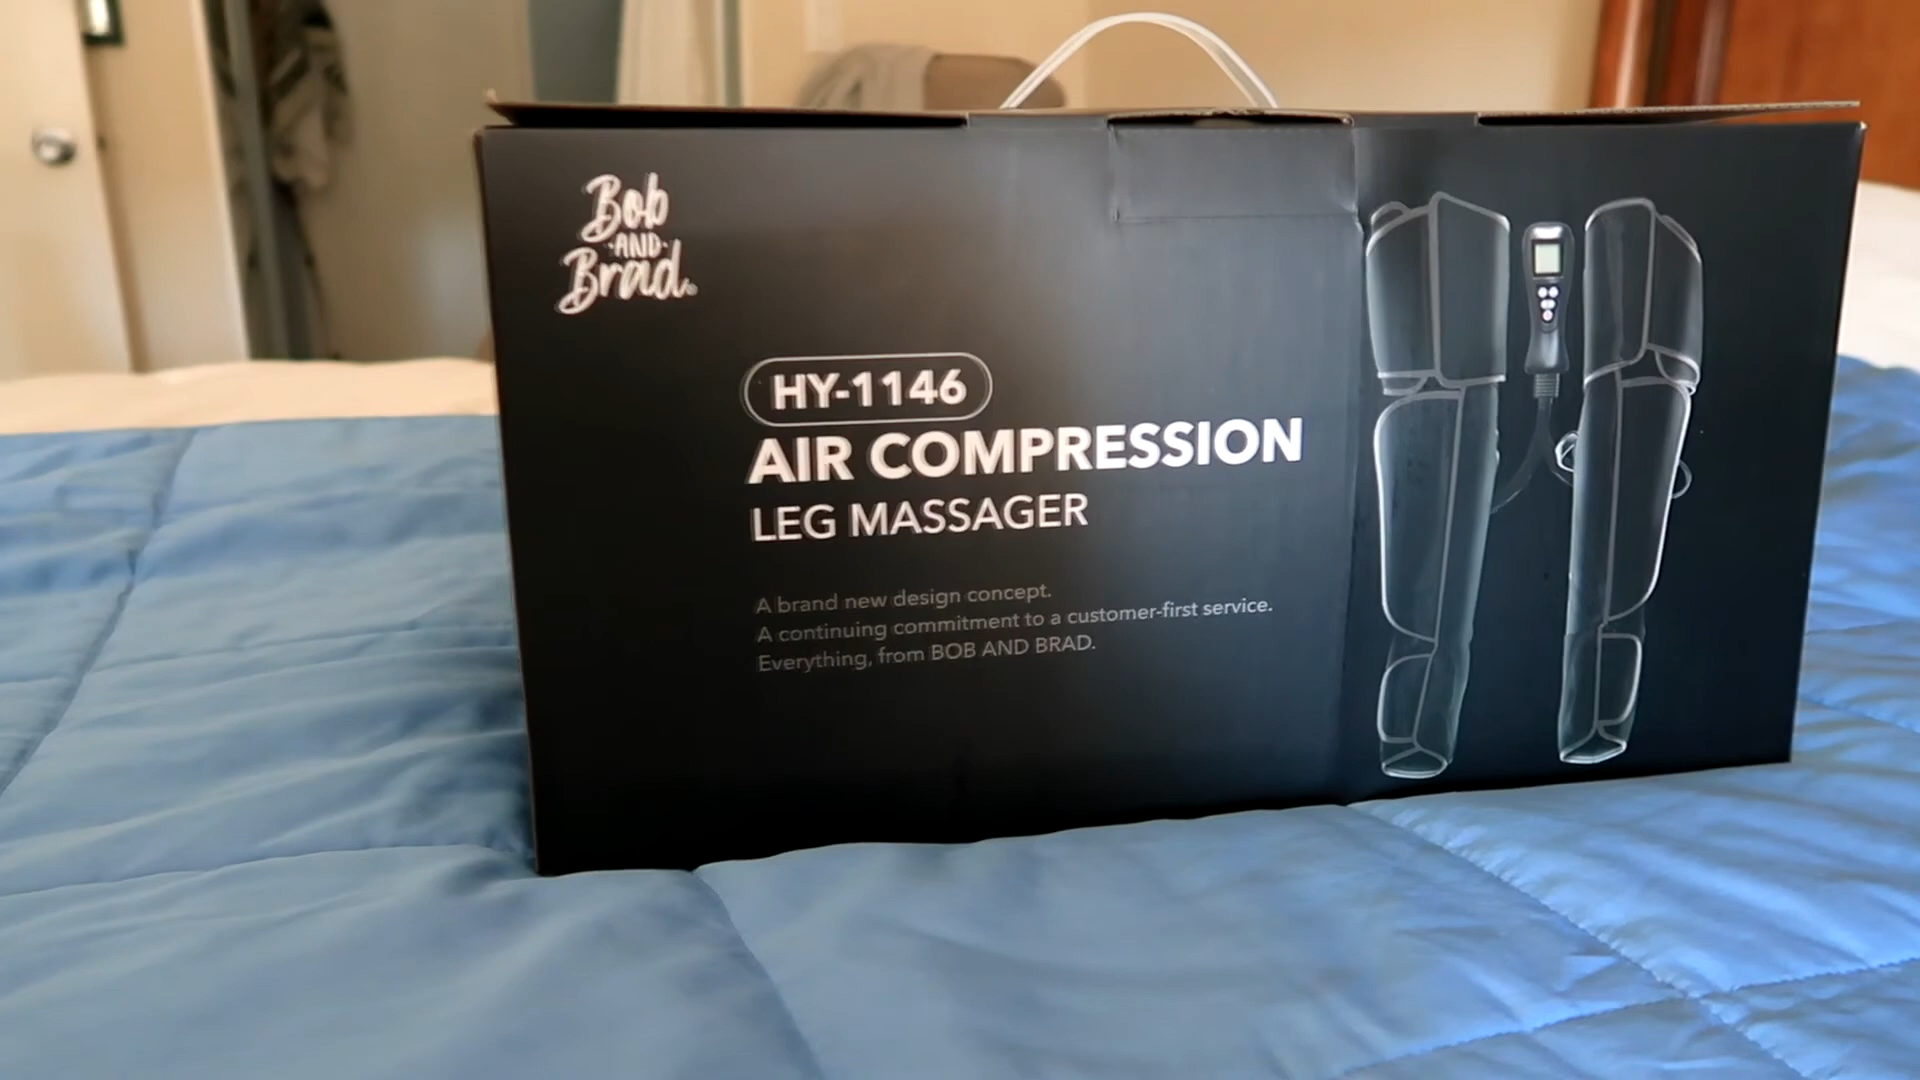 Bob
AND
Brad
HY-1146
AIR COMPRESSION
LEG MASSAGER
A brand new design concept.
A continuing commitment to a customer-first service.
Everything, from BOB AND BRAD.